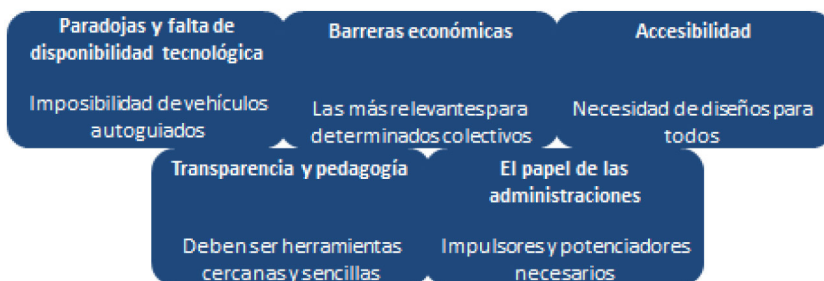 Paradojas y falta de
disponibilidad tecnológica
Imposibilidad de vehículos
autoguiados
Barreras económicas
Las más relevantes para
determinados colectivos
Accesibilidad
Necesidad de diseños para
todos
Transparencia y pedagogía
Deben ser herramientas
cercanas y sencillas
El papel de las
administraciones
Impulsores y potenciadores
necesarios